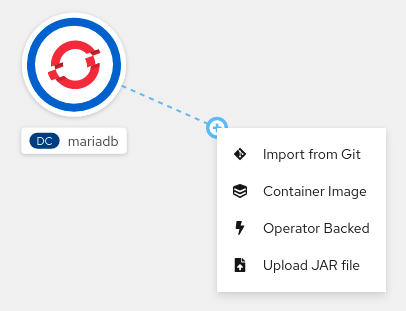 DC mariadb
Import from Git
Container Image
Operator Backed
Upload JAR file